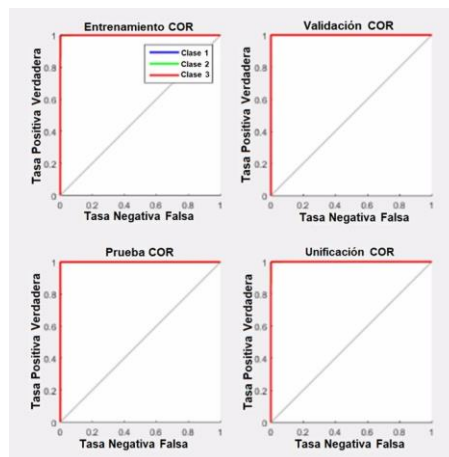 Entrenamiento COR
Tasa Positiva Verdadera
1
0.8
0.6
0.4
0.2
0
Clase 1
Clase 2
Clase 3
0 0.2 0.4 0.6 0.8 1
Tasa Negativa Falsa
Validación COR
Tasa Positiva Verdadera
1
0.8
0.6
0.4
0.2
0
0 0.2 0.4 0.6 0.8 1
Tasa Negativa Falsa
Prueba COR
Tasa Positiva Verdadera
1
0.8
0.6
0.4
0.2
0
0 0.2 0.4 0.6 0.8 1
Tasa Negativa Falsa
Unificación COR
Tasa Positiva Verdadera
1
0.8
0.6
0.4
0.2
0
0 0.2 0.4 0.6 0.8 1
Tasa Negativa Falsa